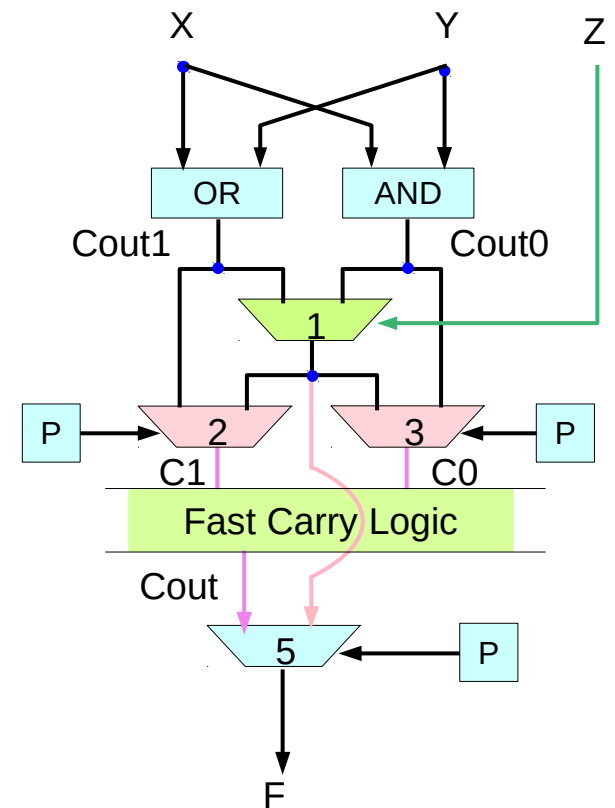 X Y Z
OR AND
Cout1 Cout0
1
P 2 3 P
C1 C0
Fast Carry Logic
Cout
5 P
F